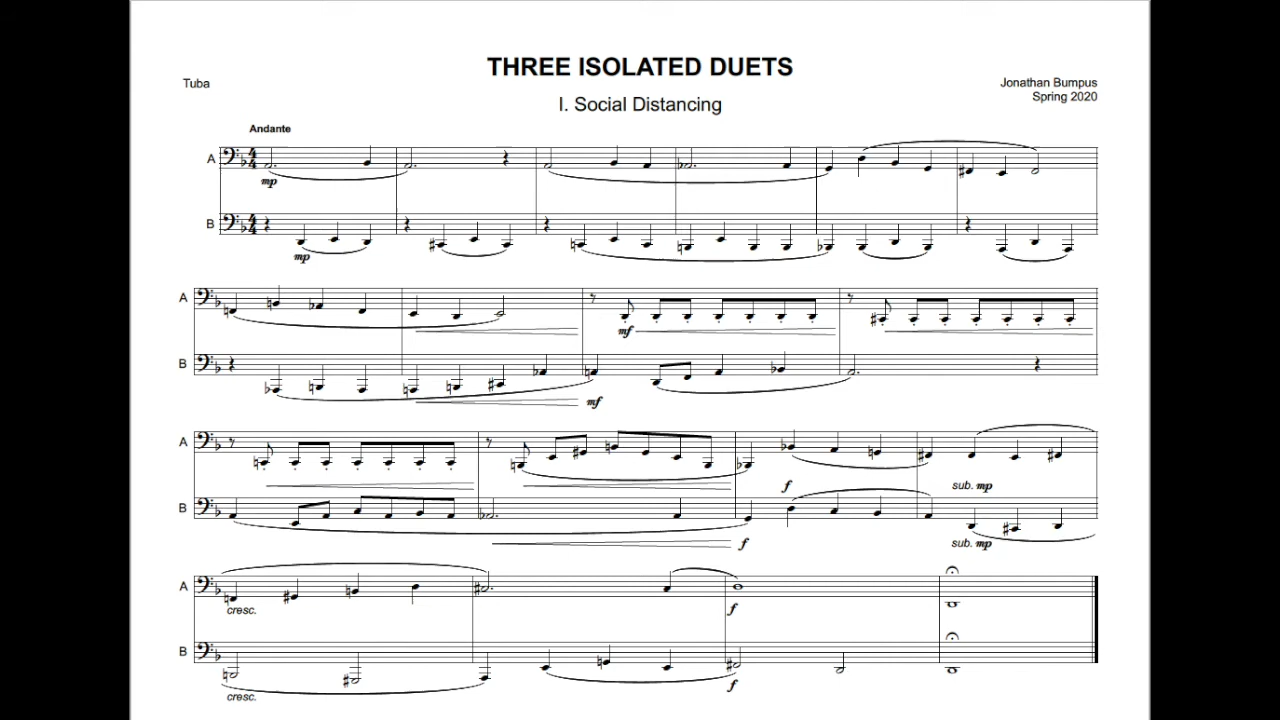 THREE ISOLATED DUETS
Tuba
Jonathan Bumpus
I. Social Distancing
Spring 2020
Andante
A
mp
B
mp
A
mf
B
mf
A
f
sub. mp
B
f
sub. mp
A
cresc.
f
B
cresc.
f